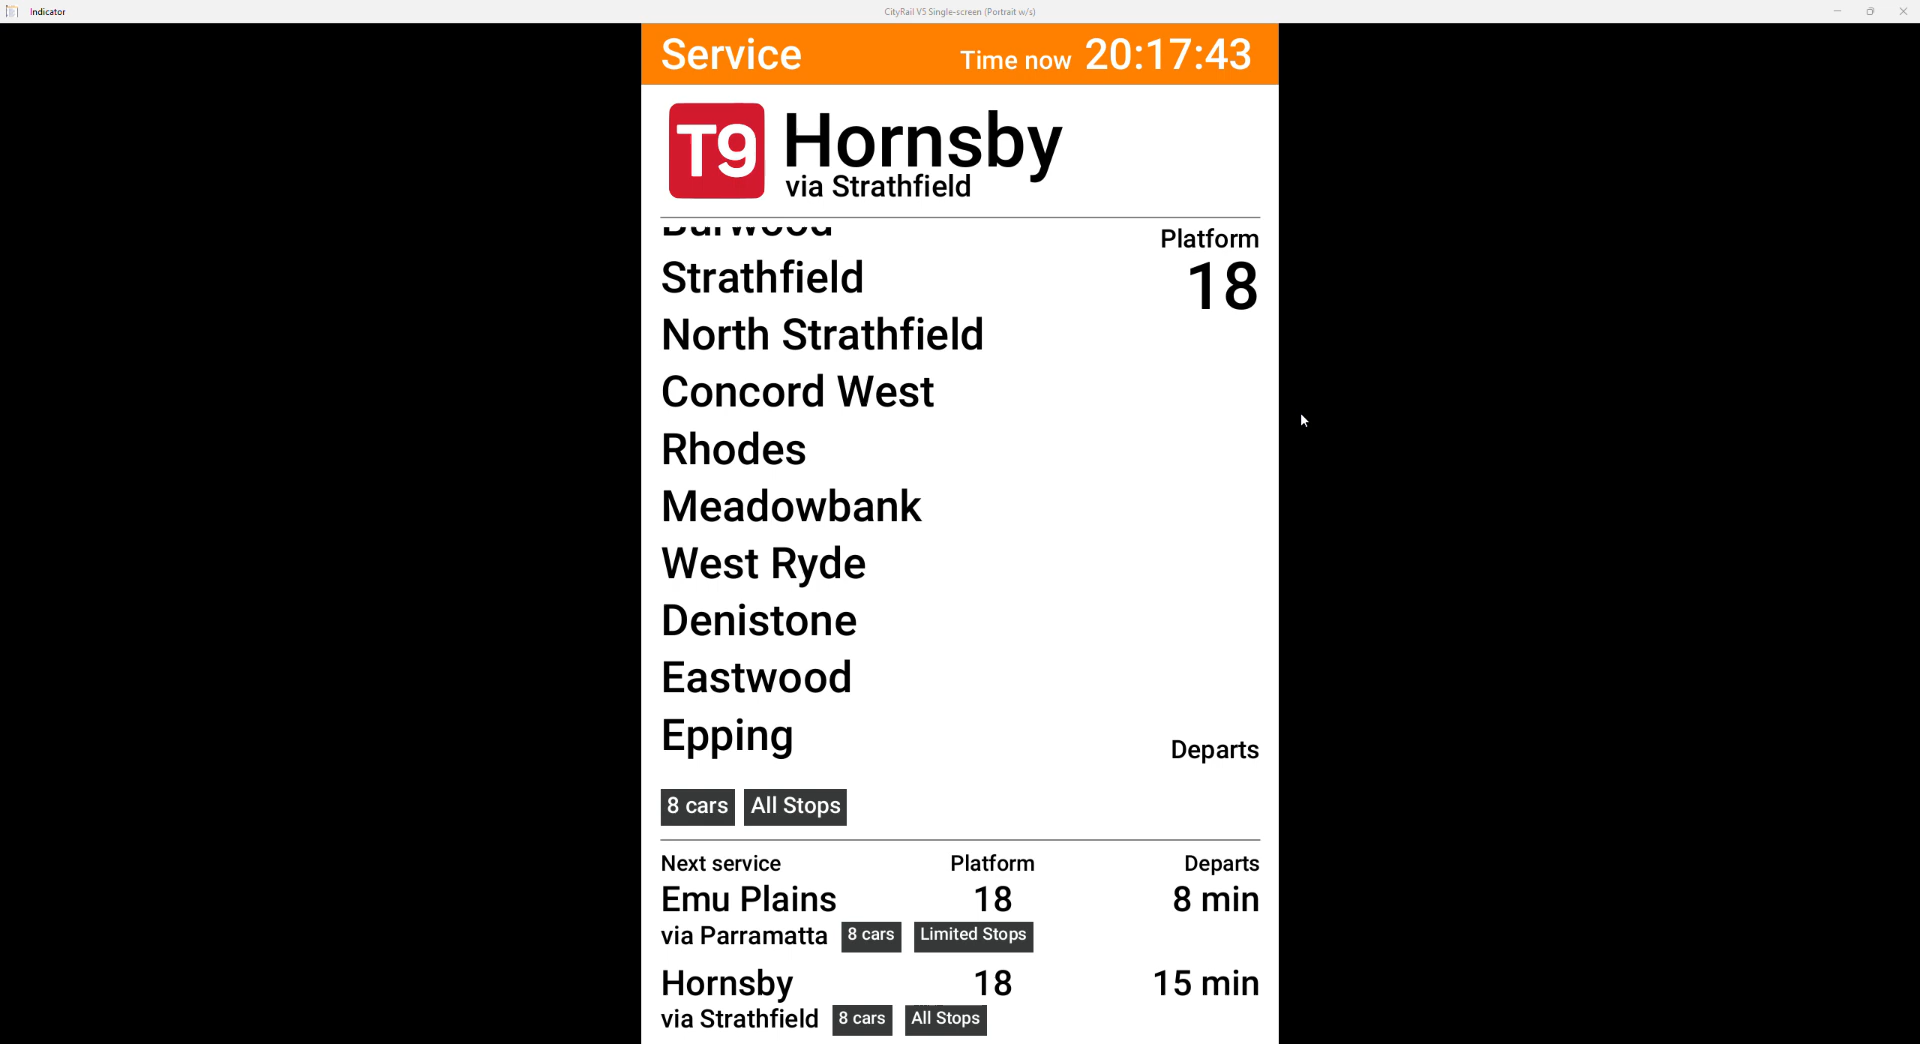 Indicator
CityRail V5 Single-screen (Portrait w/s)
Service
Time now 20:17:43
T9
Hornsby
via Strathfield
Burwood
Platform
18
Strathfield
North Strathfield
Concord West
Rhodes
Meadowbank
West Ryde
Denistone
Eastwood
Epping
Departs
8 cars All Stops
Next service Platform Departs
Emu Plains 18 8 min
via Parramatta 8 cars Limited Stops
Hornsby 18 15 min
via Strathfield 8 cars All Stops